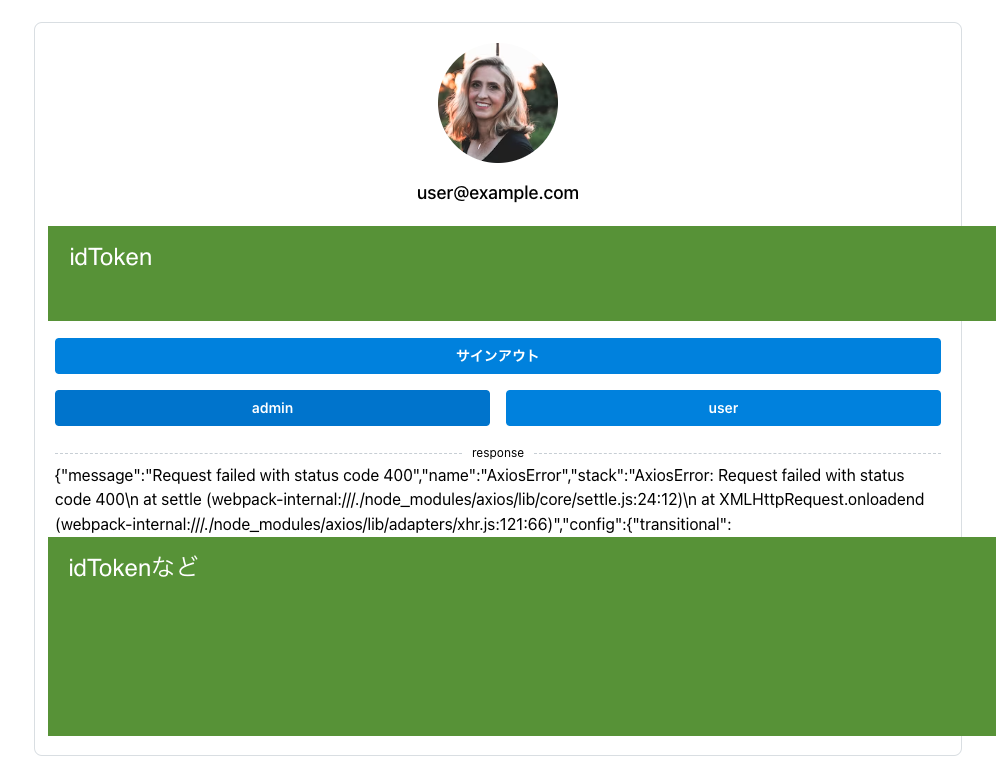 user@example.com
idToken
サインアウト
admin
user
response
{"message":"Request failed with status code 400","name":"AxiosError","stack":"AxiosError: Request failed with status
code 400\n at settle (webpack-internal:///./node_modules/axios/lib/core/settle.js:24:12)\n at XMLHttpRequest.onloadend
(webpack-internal:///./node_modules/axios/lib/adapters/xhr.js:121:66)","config":{"transitional":
idTokenなど